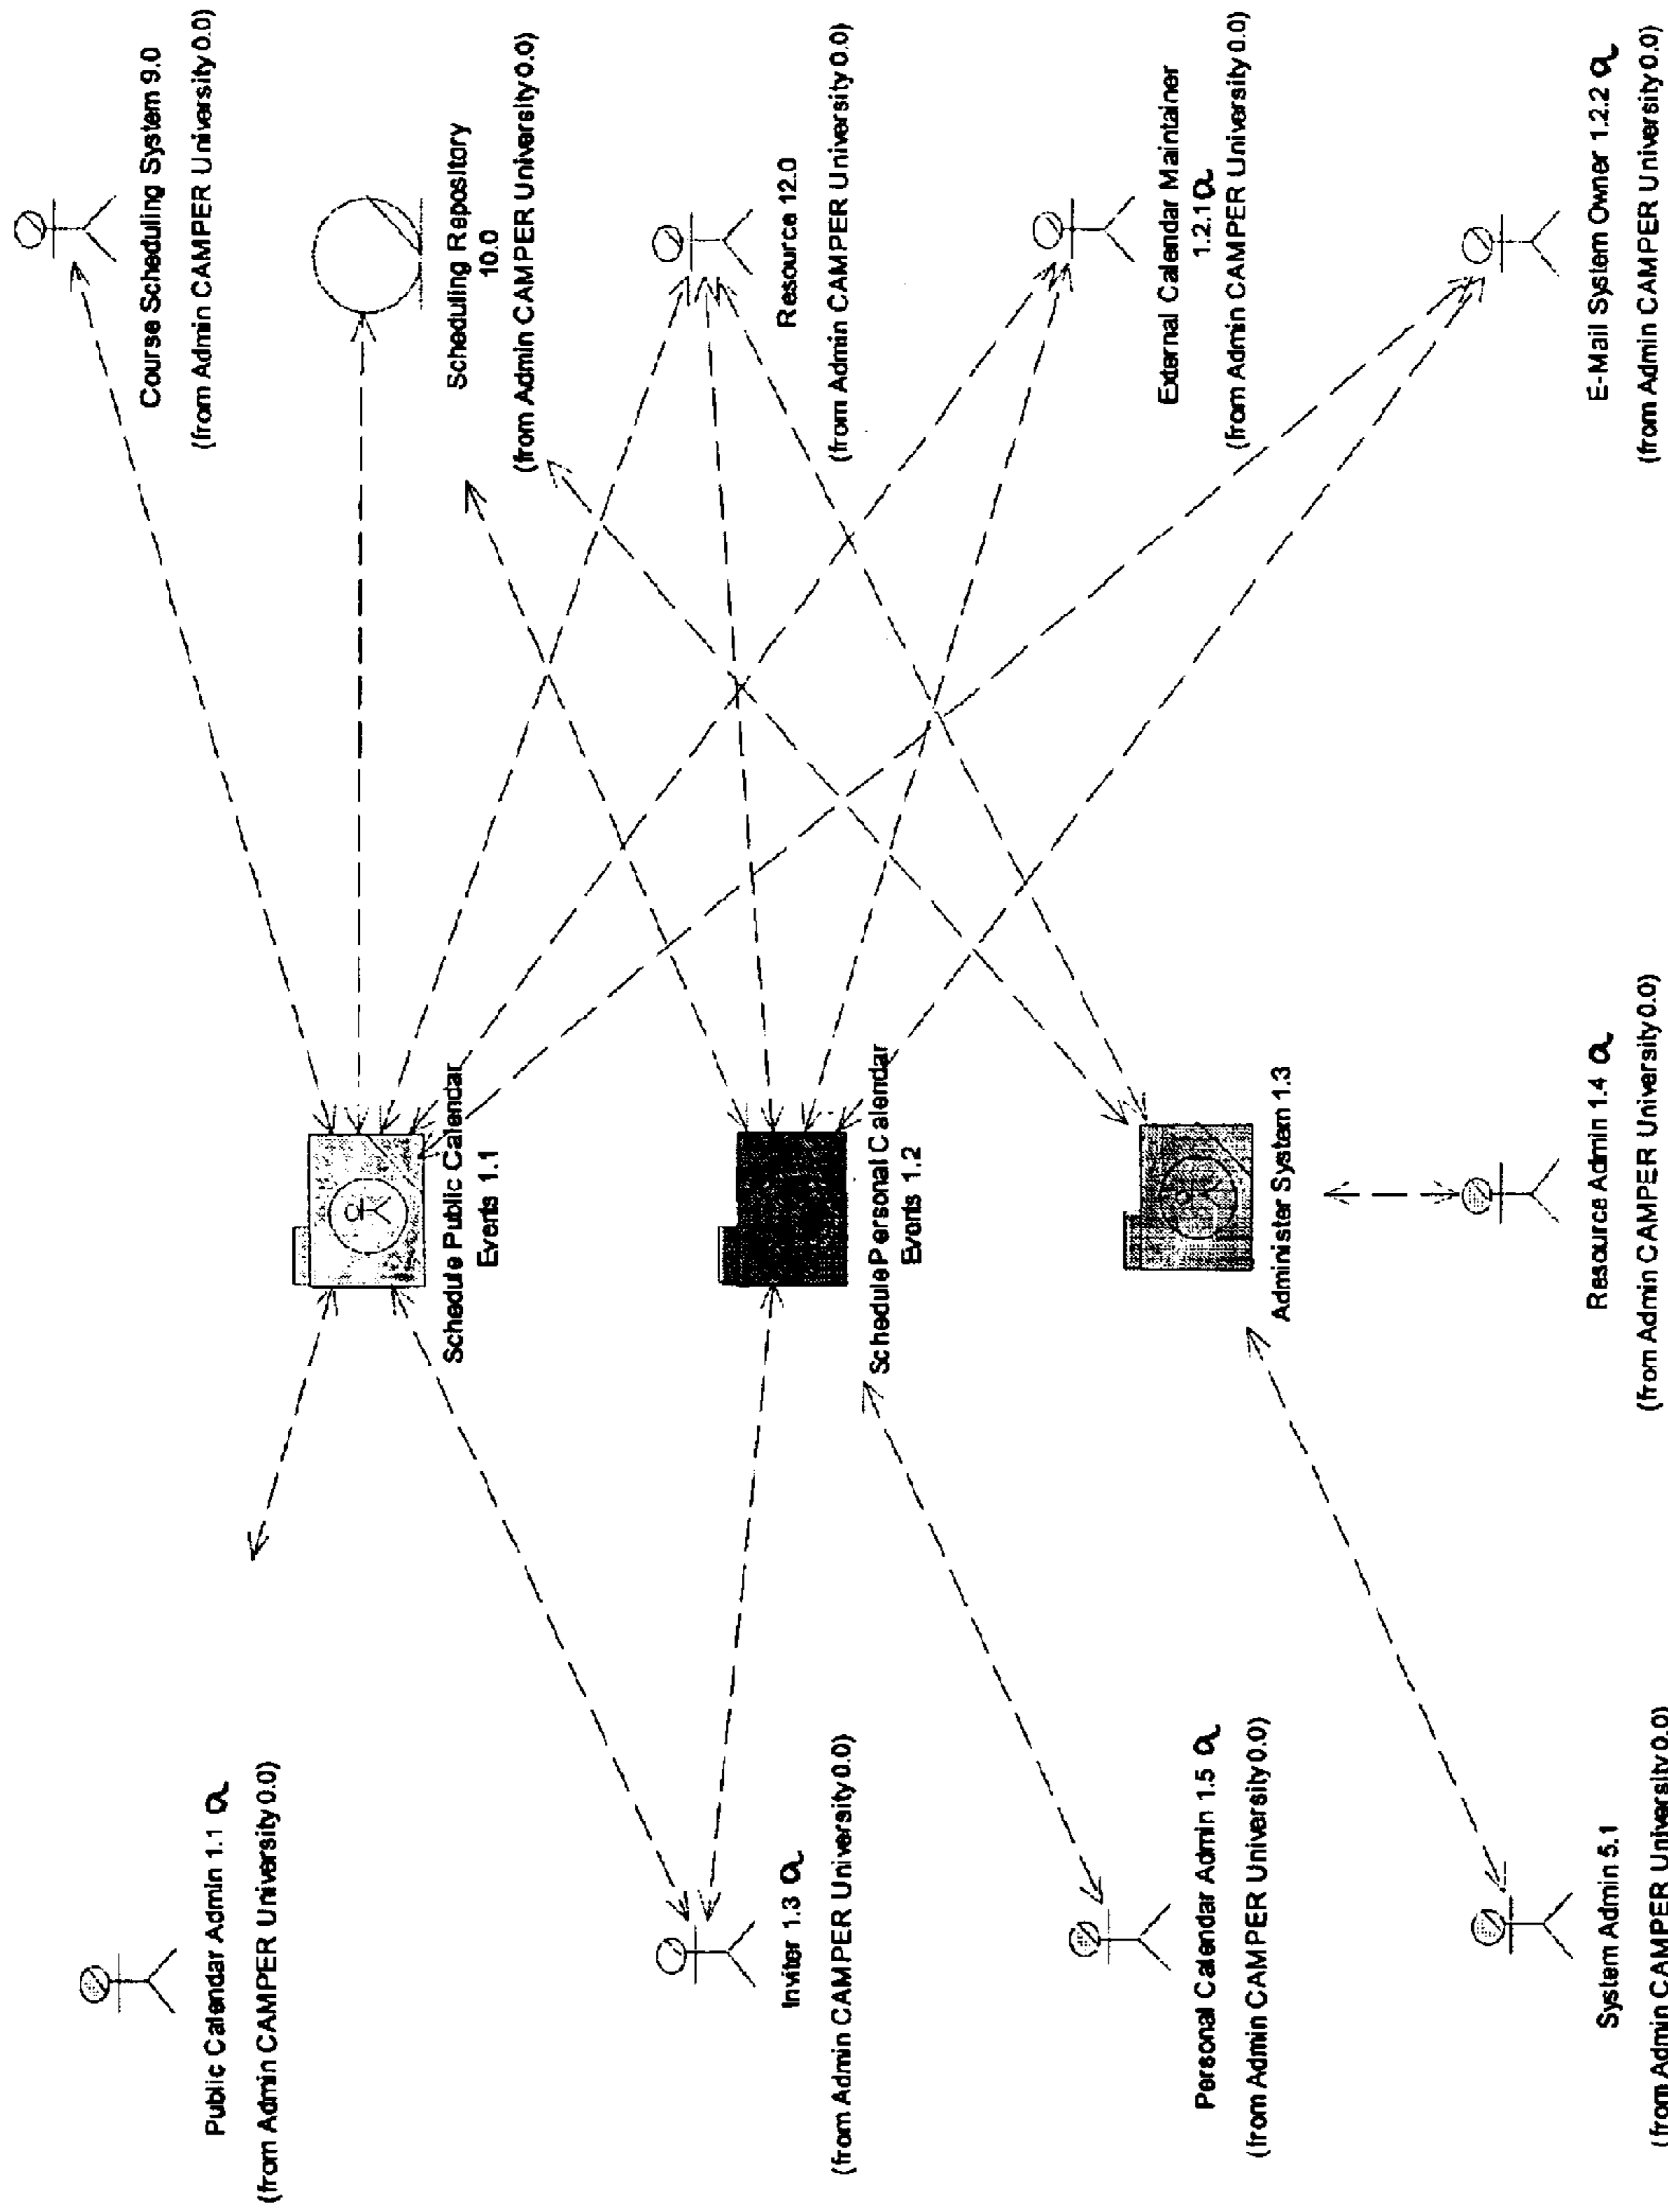 Public Calendar Admin 1.1 a
(from Admin CAMPER University 0.0)
Inviter 1.3 a
(from Admin CAMPER University 0.0)
Personal Calendar Admin 1.5 a
(from Admin CAMPER University 0.0)
System Admin 5.1
(from Admin CAMPER University 0.0)
Schedule Public Calendar
Events 1.1
Schedule Personal Calendar
Events 1.2
Administer System 1.3
Resource Admin 1.4 a
(from Admin CAMPER University 0.0)
Course Scheduling System 9.0
(from Admin CAMPER University 0.0)
Scheduling Repository
10.0
(from Admin CAMPER University 0.0)
Resource 12.0
(from Admin CAMPER University 0.0)
External Calendar Maintainer
1.2.1 a
(from Admin CAMPER University 0.0)
E-Mail System Owner 1.2.2 a
(from Admin CAMPER University 0.0)